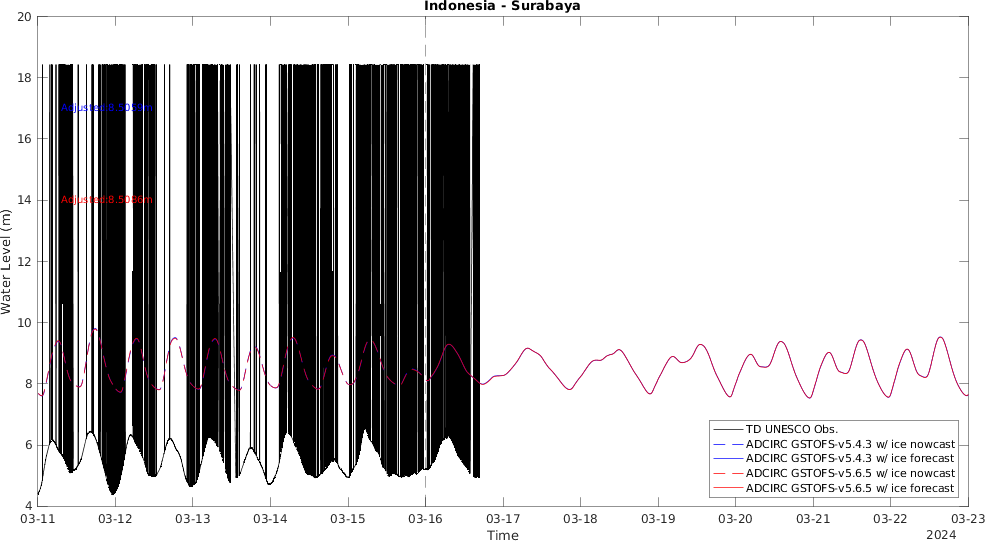 Indonesia - Surabaya
20
18
16
14
12
10
8
6
4
Water Level (m)
Adjusted:8.5086m
TD UNESCO Obs.
ADCIRC GSTOFS-v5.4.3 w/ ice nowcast
ADCIRC GSTOFS-v5.4.3 w/ ice forecast
ADCIRC GSTOFS-v5.6.5 w/ ice nowcast
ADCIRC GSTOFS-v5.6.5 w/ ice forecast
03-11 03-12 03-13 03-14 03-15 03-16 03-17 03-18 03-19 03-20 03-21 03-22 03-23
Time
2024